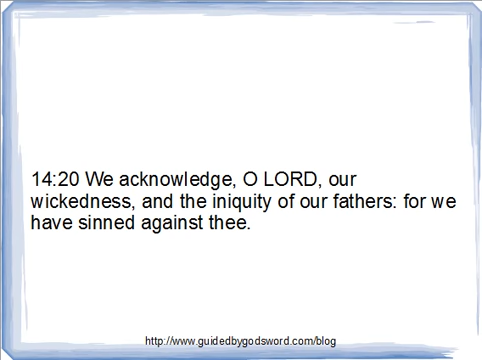 14:20 We acknowledge, O LORD, our
wickedness, and the iniquity of our fathers: for we
have sinned against thee.
http://www.guidedbygodsword.com/blog